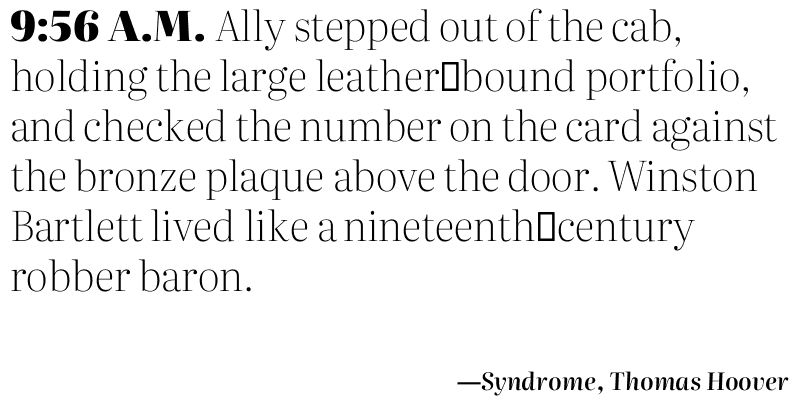 9:56 A.M. Ally stepped out of the cab,
holding the large leather▯bound portfolio,
and checked the number on the card against
the bronze plaque above the door. Winston
Bartlett lived like a nineteenth▯century
robber baron.
—Syndrome, Thomas Hoover